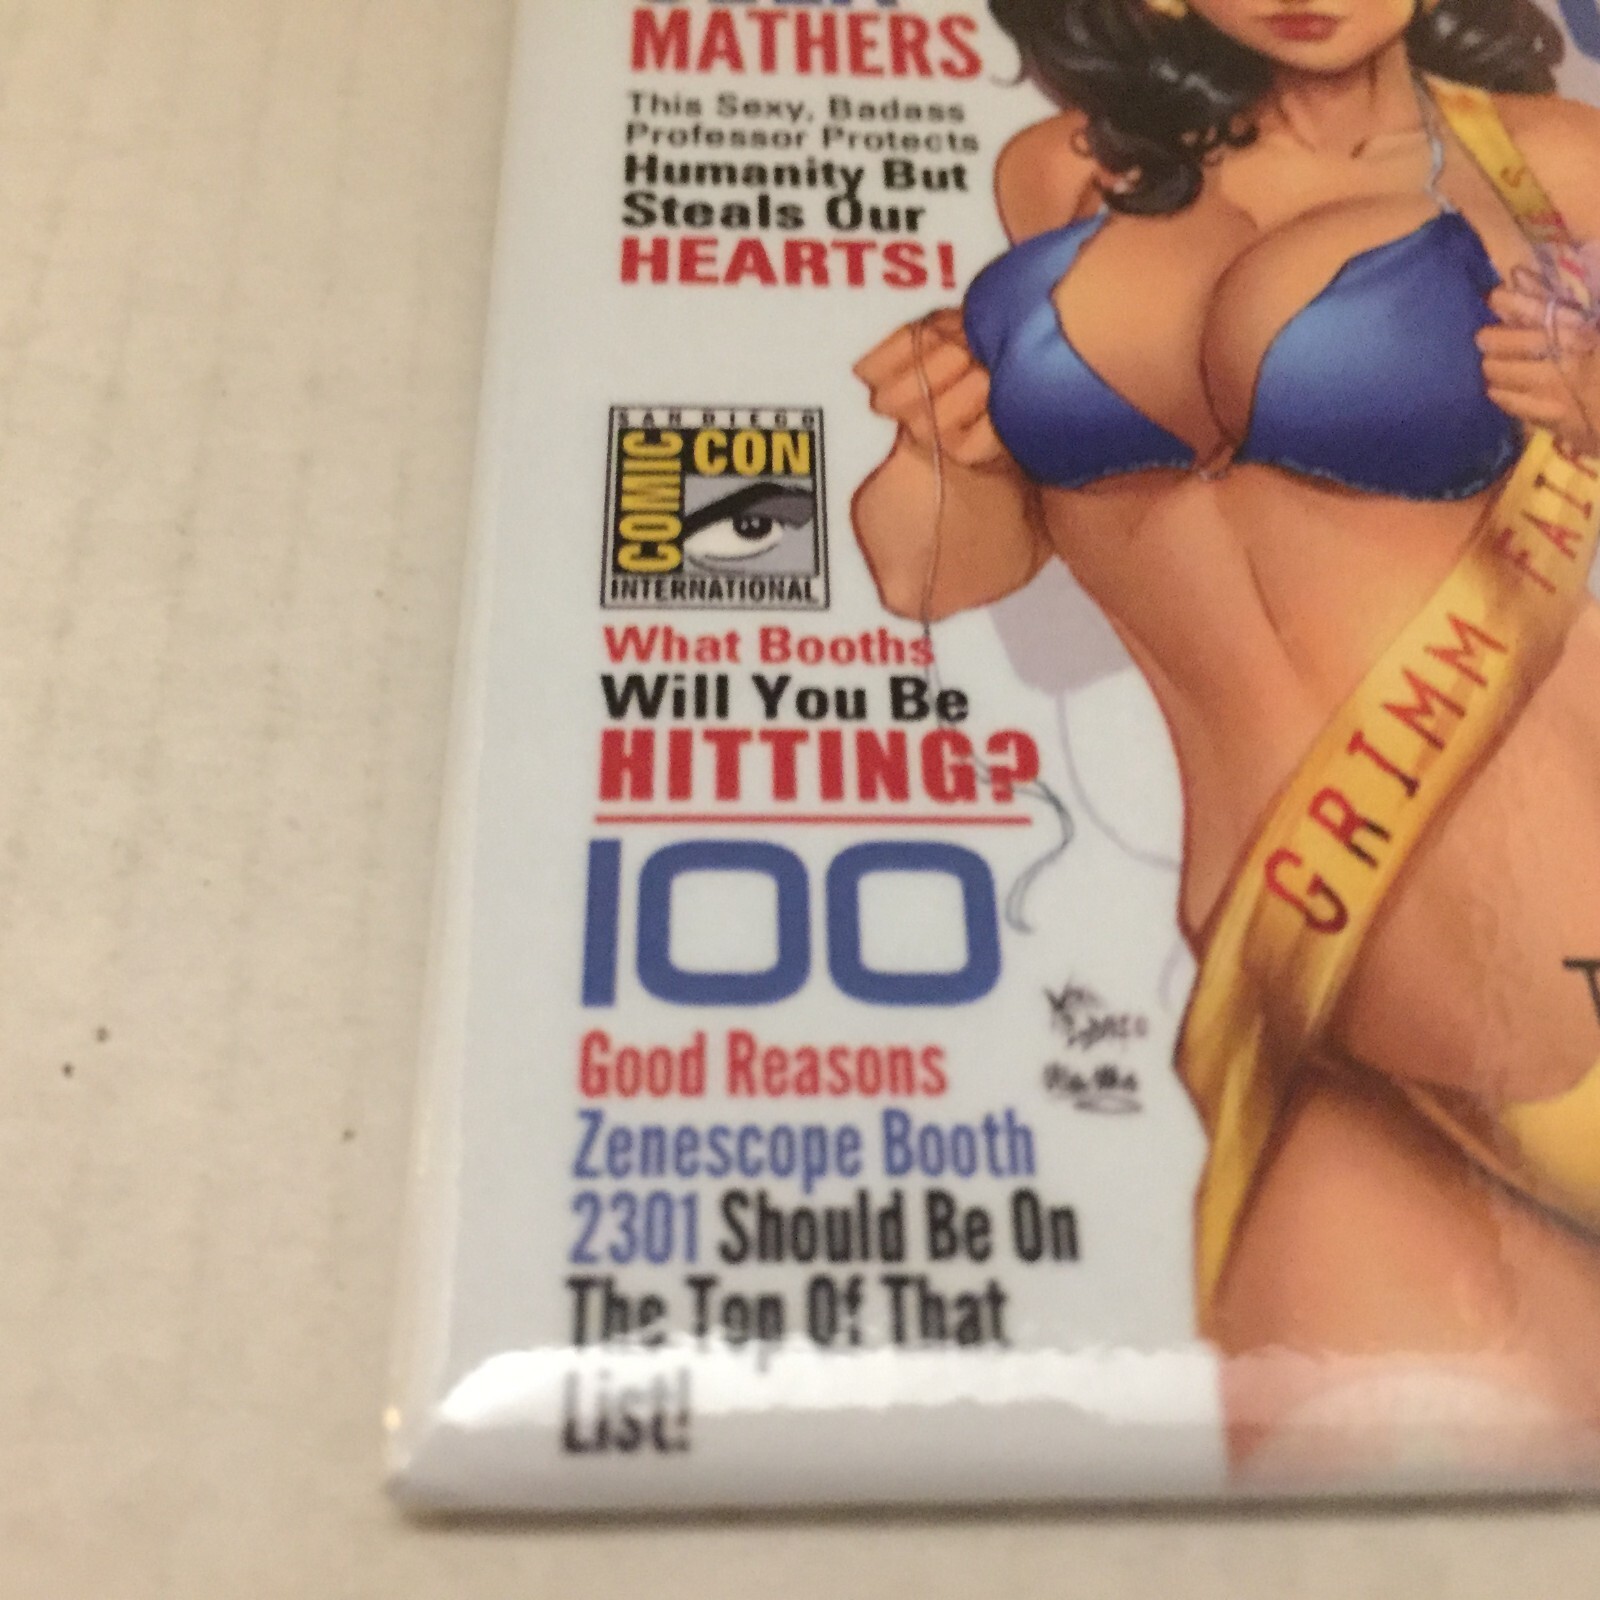 MATHERS
This Sexy, Badass
Professor Protects
Humanity But
Steals Our
HEARTS!
SAN DIEGO
COMIC
CON
INTERNATIONAL
What Booths
Will You Be
HITTING?
100
Good Reasons
Zenescope Booth
2301 Should Be On
The Top Of That
List!
GRIMM FAIR